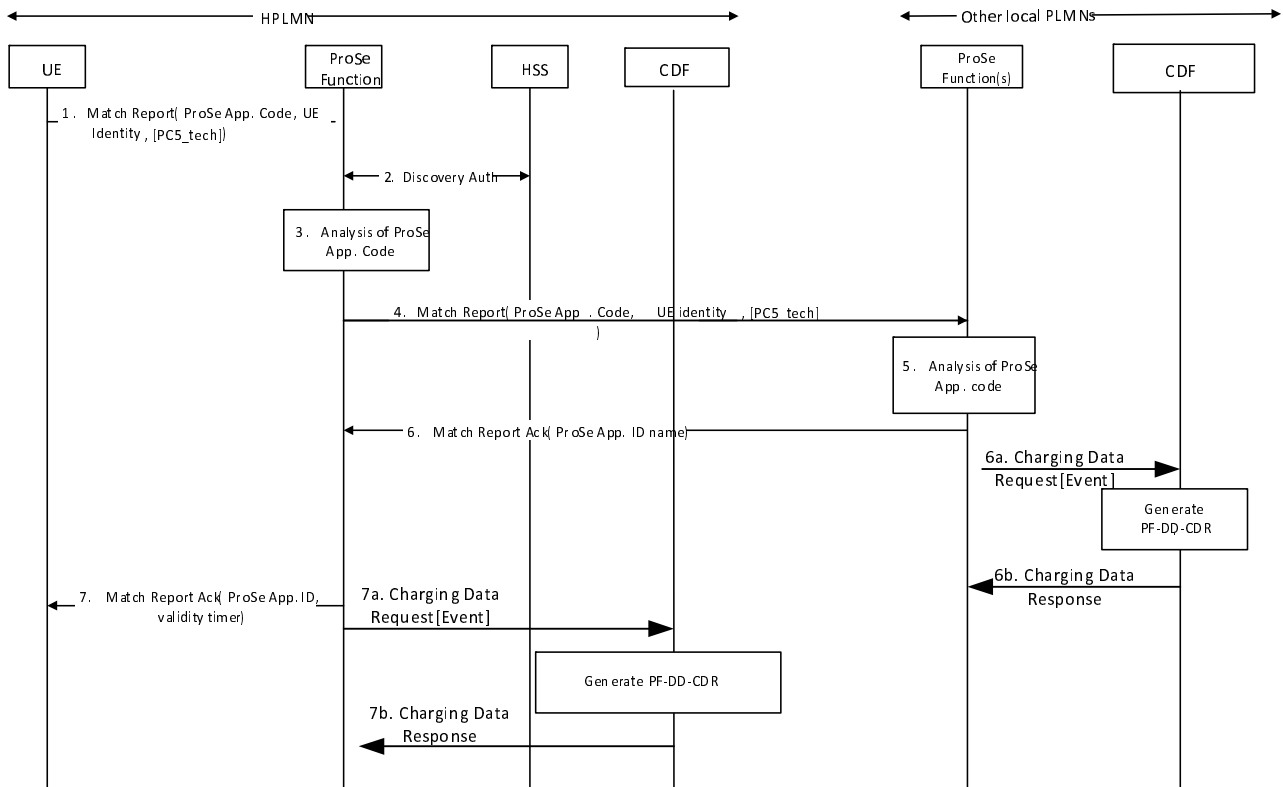 HPLMN
Other local PLMNs
UE
ProSe
Function
HSS
CDF
ProSe
Function(s)
CDF
1. Match Report( ProSe App. Code, UE
Identity , [PC5_tech])
2. Discovery Auth
3. Analysis of ProSe
App. Code
4. Match Report( ProSe App . Code, UE identity , [PC5_tech]
)
5. Analysis of ProSe
App. code
6. Match Report Ack( ProSe App. ID name)
6a. Charging Data
Request[Event]
Generate
PF-DD-CDR
6b. Charging Data
Response
7. Match Report Ack( ProSe App. ID,
validity timer)
7a. Charging Data
Request[Event]
Generate PF-DD-CDR
7b. Charging Data
Response